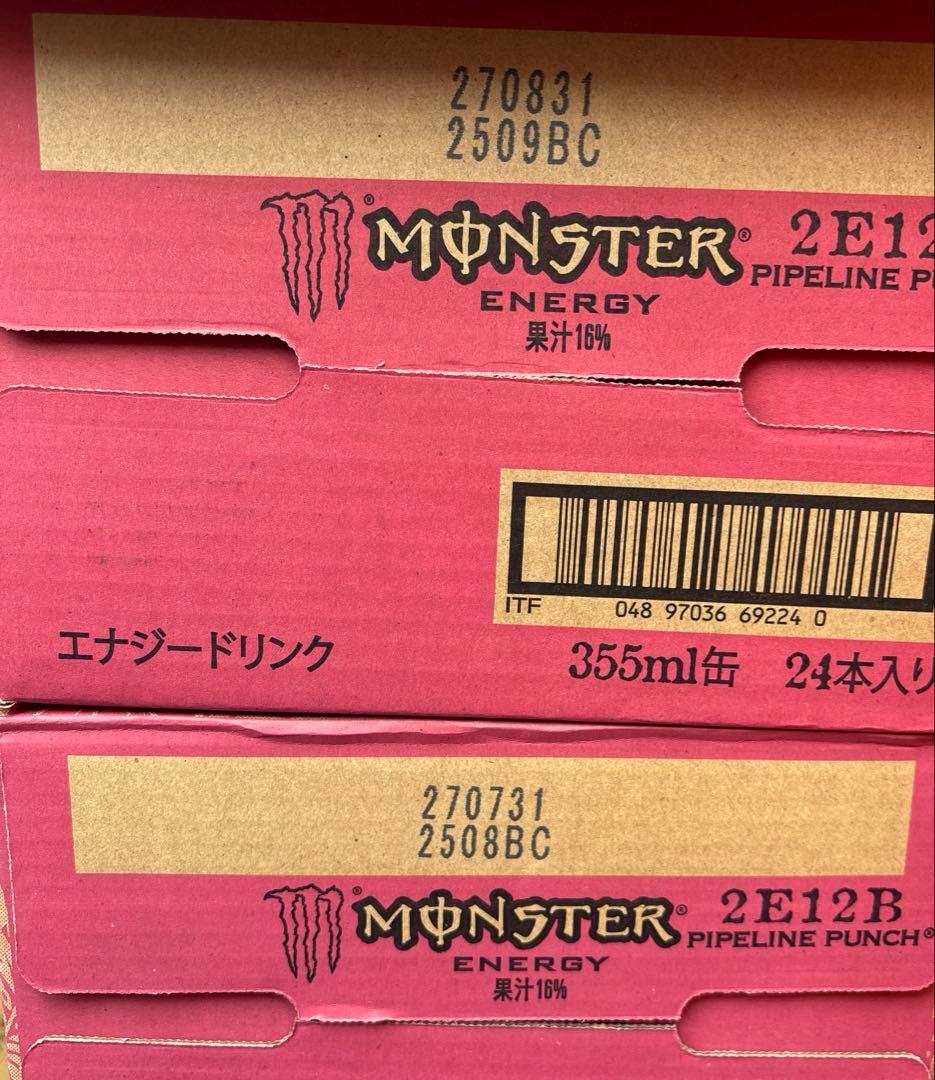 270831
2509BC
MONSTER® 2E12
PIPELINE
ENERGY
果汁16%
ITF 048 97036 69224 0
エナジードリンク 355ml缶 24本入り
270731
2508BC
MONSTER® 2E12B
PIPELINE PUNCH®
ENERGY
果汁16%